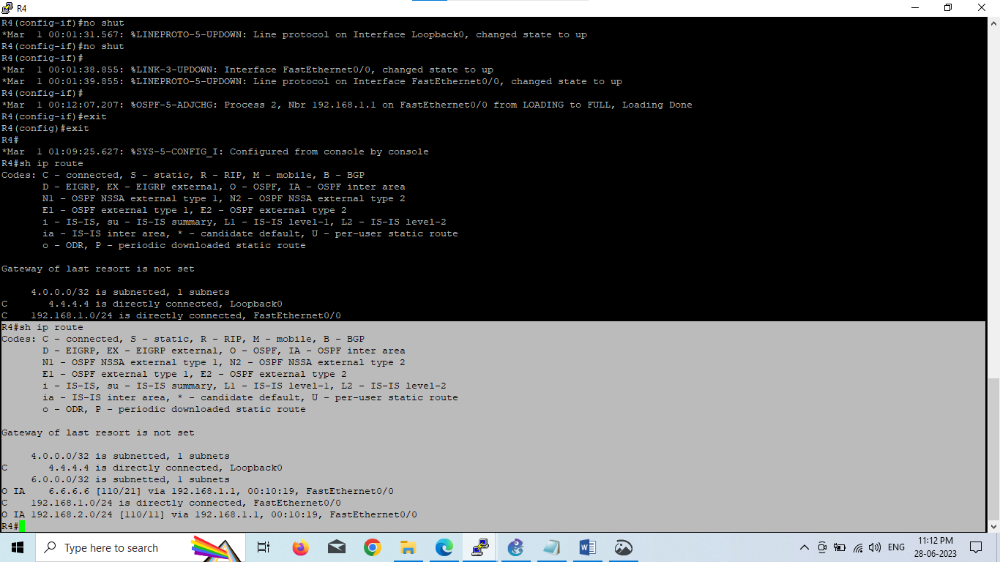 R4
R4(config-if)#no shut
*Mar  1 00:01:31.567: %LINEPROTO-5-UPDOWN: Line protocol on Interface Loopback0, changed state to up
R4(config-if)#no shut
R4(config-if)#
*Mar  1 00:01:38.855: %LINK-3-UPDOWN: Interface FastEthernet0/0, changed state to up
*Mar  1 00:01:39.855: %LINEPROTO-5-UPDOWN: Line protocol on Interface FastEthernet0/0, changed state to up
R4(config-if)#
*Mar  1 00:12:07.207: %OSPF-5-ADJCHG: Process 2, Nbr 192.168.1.1 on FastEthernet0/0 from LOADING to FULL, Loading Done
R4(config-if)#exit
R4(config)#exit
R4#
*Mar  1 01:09:25.627: %SYS-5-CONFIG_I: Configured from console by console
R4#sh ip route
Codes: C - connected, S - static, R - RIP, M - mobile, B - BGP
       D - EIGRP, EX - EIGRP external, O - OSPF, IA - OSPF inter area
       N1 - OSPF NSSA external type 1, N2 - OSPF NSSA external type 2
       E1 - OSPF external type 1, E2 - OSPF external type 2
       i - IS-IS, su - IS-IS summary, L1 - IS-IS level-1, L2 - IS-IS level-2
       ia - IS-IS inter area, * - candidate default, U - per-user static route
       o - ODR, P - periodic downloaded static route
Gateway of last resort is not set
     4.0.0.0/32 is subnetted, 1 subnets
C       4.4.4.4 is directly connected, Loopback0
C    192.168.1.0/24 is directly connected, FastEthernet0/0
R4#sh ip route
Codes: C - connected, S - static, R - RIP, M - mobile, B - BGP
       D - EIGRP, EX - EIGRP external, O - OSPF, IA - OSPF inter area
       N1 - OSPF NSSA external type 1, N2 - OSPF NSSA external type 2
       E1 - OSPF external type 1, E2 - OSPF external type 2
       i - IS-IS, su - IS-IS summary, L1 - IS-IS level-1, L2 - IS-IS level-2
       ia - IS-IS inter area, * - candidate default, U - per-user static route
       o - ODR, P - periodic downloaded static route
Gateway of last resort is not set
     4.0.0.0/32 is subnetted, 1 subnets
C       4.4.4.4 is directly connected, Loopback0
     6.0.0.0/32 is subnetted, 1 subnets
O IA    6.6.6.6 [110/21] via 192.168.1.1, 00:10:19, FastEthernet0/0
C    192.168.1.0/24 is directly connected, FastEthernet0/0
O IA 192.168.2.0/24 [110/11] via 192.168.1.1, 00:10:19, FastEthernet0/0
R4#
Type here to search
ENG
11:12 PM
28-06-2023